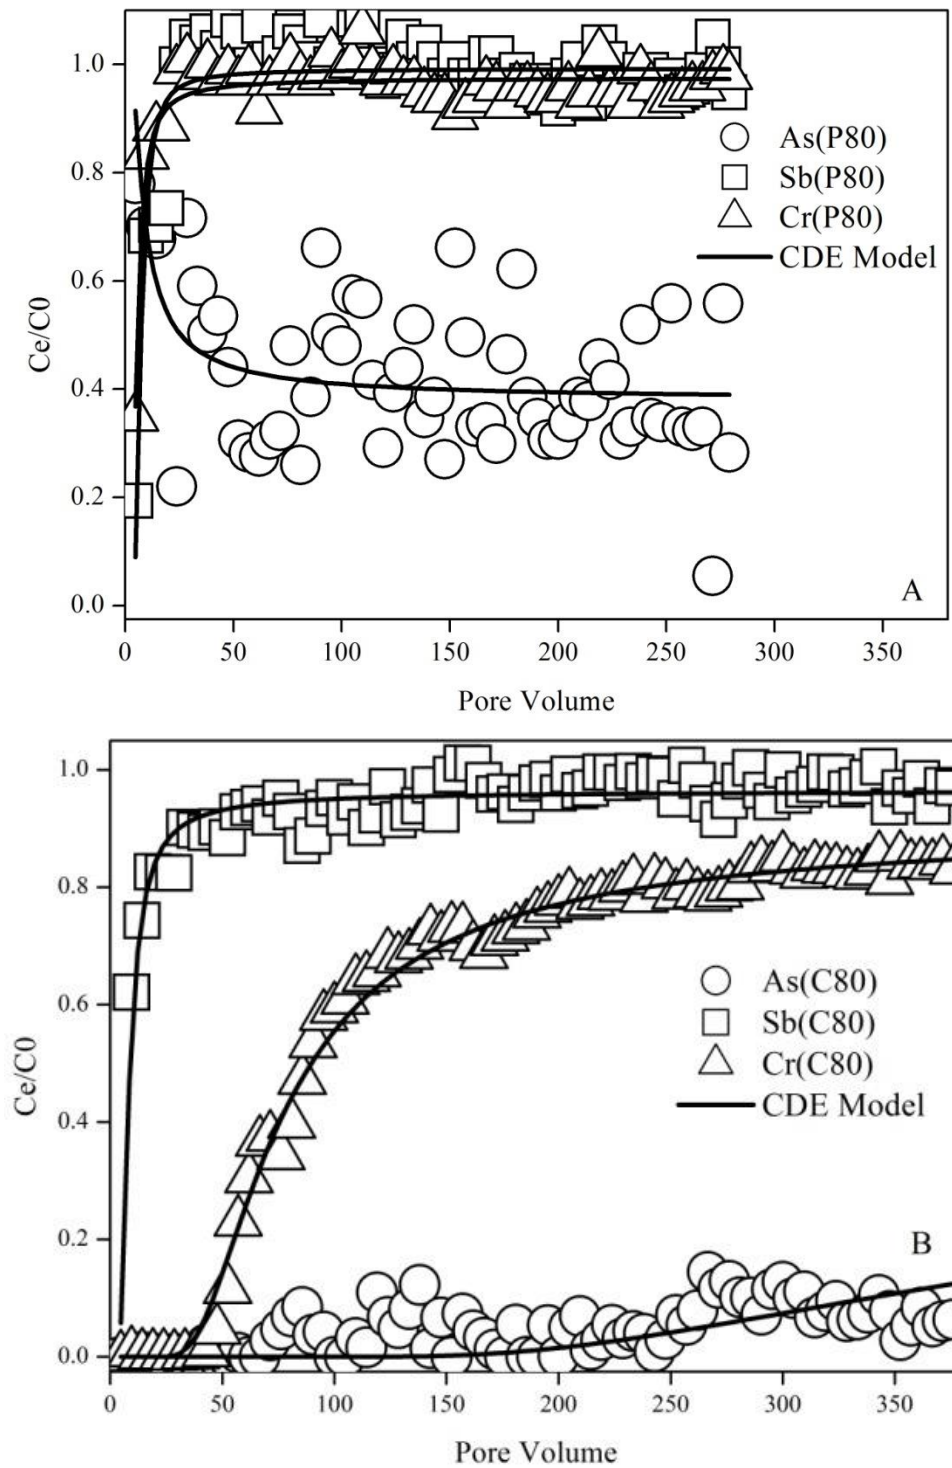 1.0
0.8
0.6
0.4
0.2
0.0
Ce/C0
As(P80)
Sb(P80)
Cr(P80)
CDE Model
A
0 50 100 150 200 250 300 350
Pore Volume
1.0
0.8
0.6
0.4
0.2
0.0
Ce/C0
As(C80)
Sb(C80)
Cr(C80)
CDE Model
B
0 50 100 150 200 250 300 350
Pore Volume